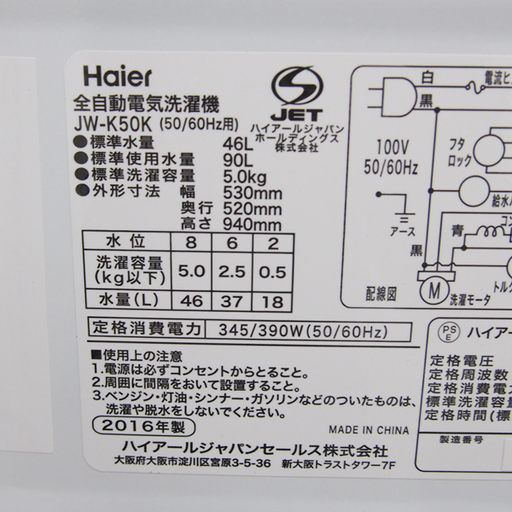 Haier
全自動電気洗濯機
JW-K50K (50/60Hz用)
●標準水量 46L
●標準使用水量 90L
●標準洗濯容量 5.0kg
●外形寸法 幅 530mm
奥行 520mm
高さ 940mm
水位 8 6 2
洗濯容量(kg以下) 5.0 2.5 0.5
水量(L) 46 37 18
定格消費電力 345/390W(50/60Hz)
■使用上の注意
1.電源は必ずコンセントからとること。
2.周囲に間隔をおいて設置すること。
3.ベンジン・灯油・シンナー・ガソリンなどのついたものは、
洗濯や脱水をしないでください。
2016年製
MADE IN CHINA
ハイアールジャパンセールス株式会社
大阪府大阪市淀川区宮原3-5-36 新大阪トラストタワー7F
S
JET
ハイアールジャパン
ホールディングス
株式会社
白
黒
電流ヒ
100V
50/60Hz
アース
フタ
ロック
給水
コン
青
黒
M
洗濯モータ
トルク
配線図
PS
E
ハイアー
定格電圧
定格周波数
定格消費電力
標準洗濯容量
定格時間(標
製造番号